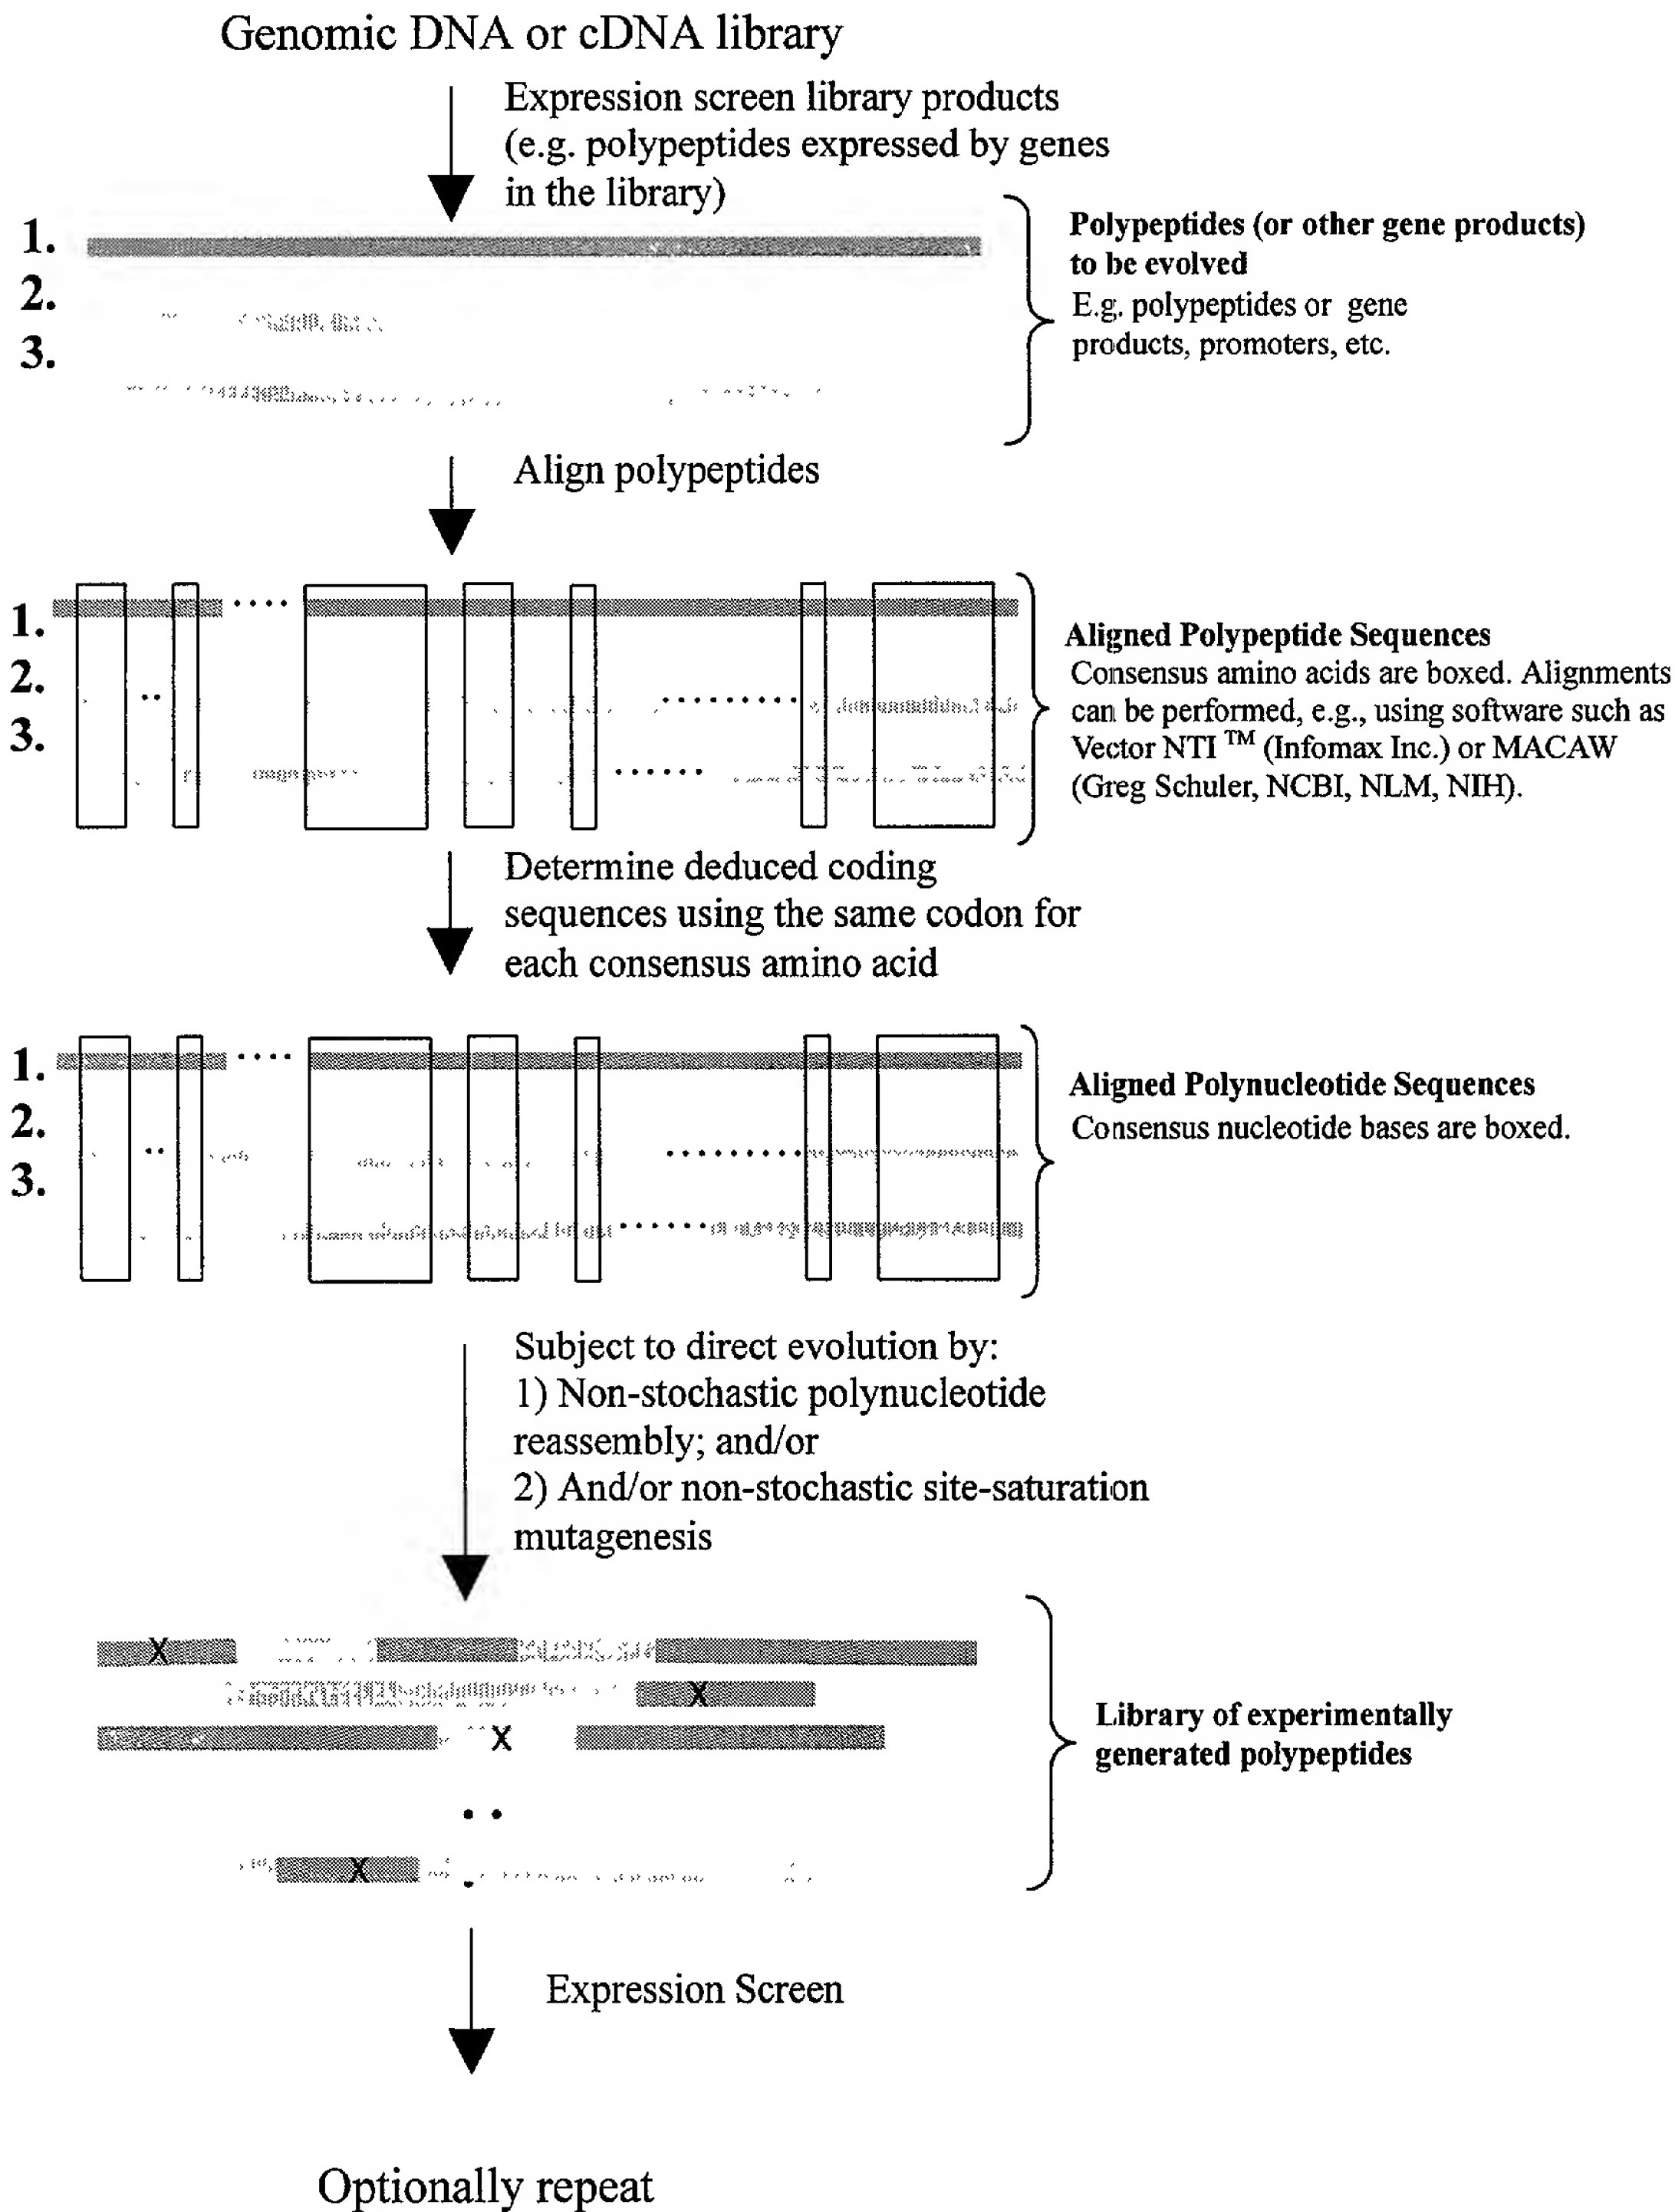 Genomic DNA or cDNA library
Expression screen library products
(e.g. polypeptides expressed by genes
in the library)
1.
2.
3.
Polypeptides (or other gene products)
to be evolved
E.g. polypeptides or gene
products, promoters, etc.
Align polypeptides
1.
2.
3.
Aligned Polypeptide Sequences
Consensus amino acids are boxed. Alignments
can be performed, e.g., using software such as
Vector NTI ™ (Infomax Inc.) or MACAW
(Greg Schuler, NCBI, NLM, NIH).
Determine deduced coding
sequences using the same codon for
each consensus amino acid
1.
2.
3.
Aligned Polynucleotide Sequences
Consensus nucleotide bases are boxed.
Subject to direct evolution by:
1) Non-stochastic polynucleotide
reassembly; and/or
2) And/or non-stochastic site-saturation
mutagenesis
X
X
X
X
Library of experimentally
generated polypeptides
Expression Screen
Optionally repeat